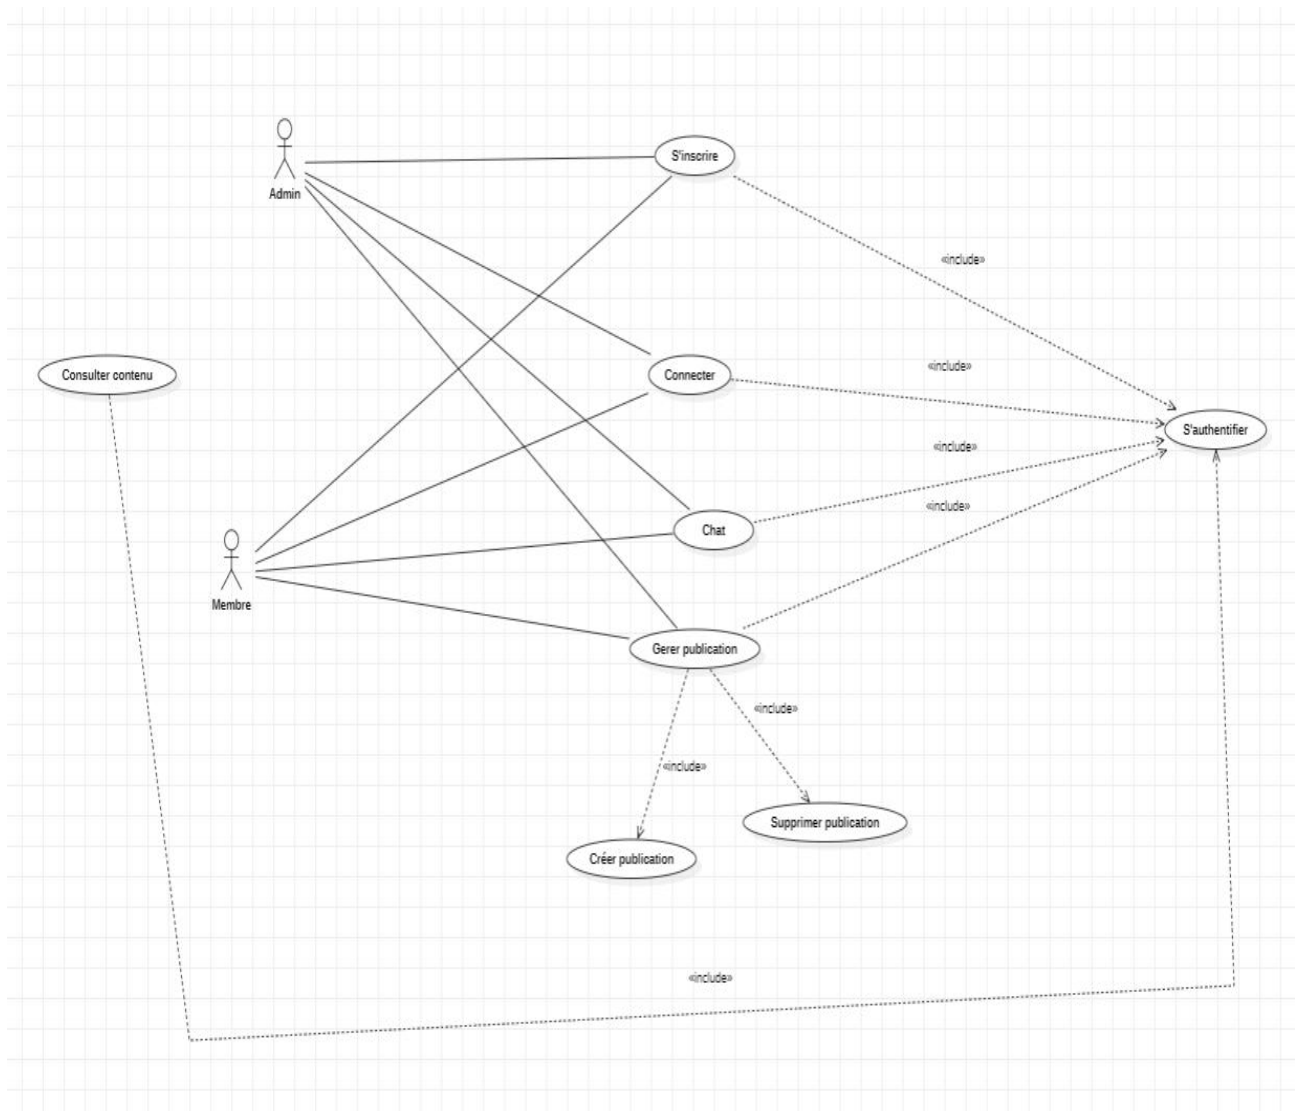 S'inscrire
Admin
«include»
Consulter contenu
Connecter
«include»
S'authentifier
«include»
«include»
Chat
Membre
Gerer publication
«include»
«include»
Supprimer publication
Créer publication
«include»